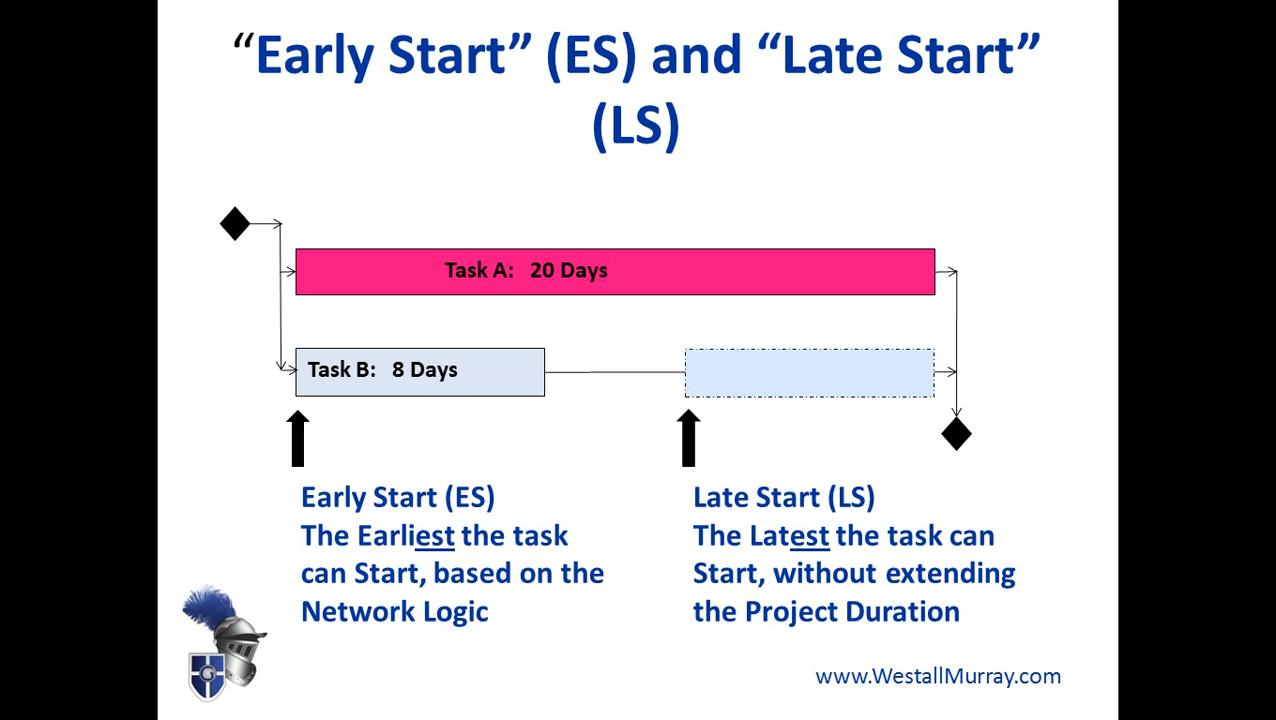 “Early Start” (ES) and “Late Start”
(LS)
Task A: 20 Days
Task B: 8 Days
Early Start (ES)
The Earliest the task
can Start, based on the
Network Logic
Late Start (LS)
The Latest the task can
Start, without extending
the Project Duration
G
www.WestallMurray.com